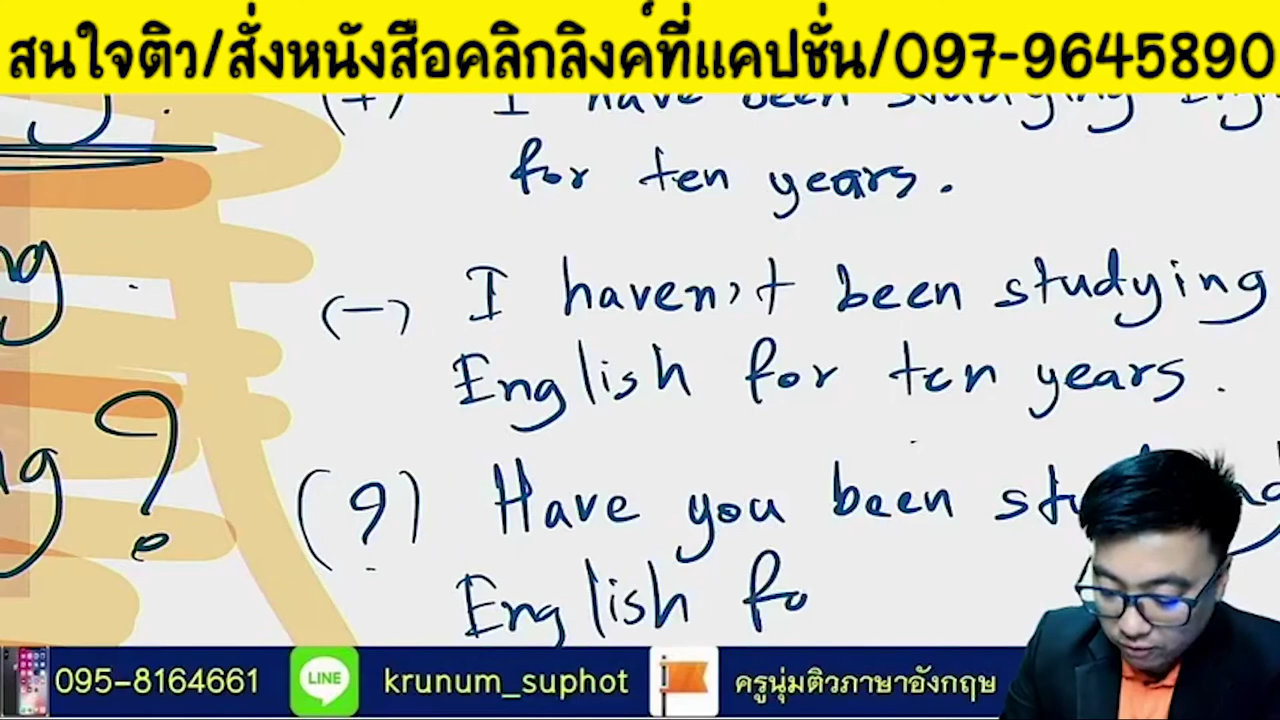 สนใจติว/สั่งหนังสือคลิกลิงค์ที่แคปชั่น/097-9645890
(+) I have been studying
for ten years.
(-) I haven't been studying
English for ten years.
(?) Have you been
English fo
095-8164661 LINE krunum_suphot ครูนุ่มติวภาษาอังกฤษ